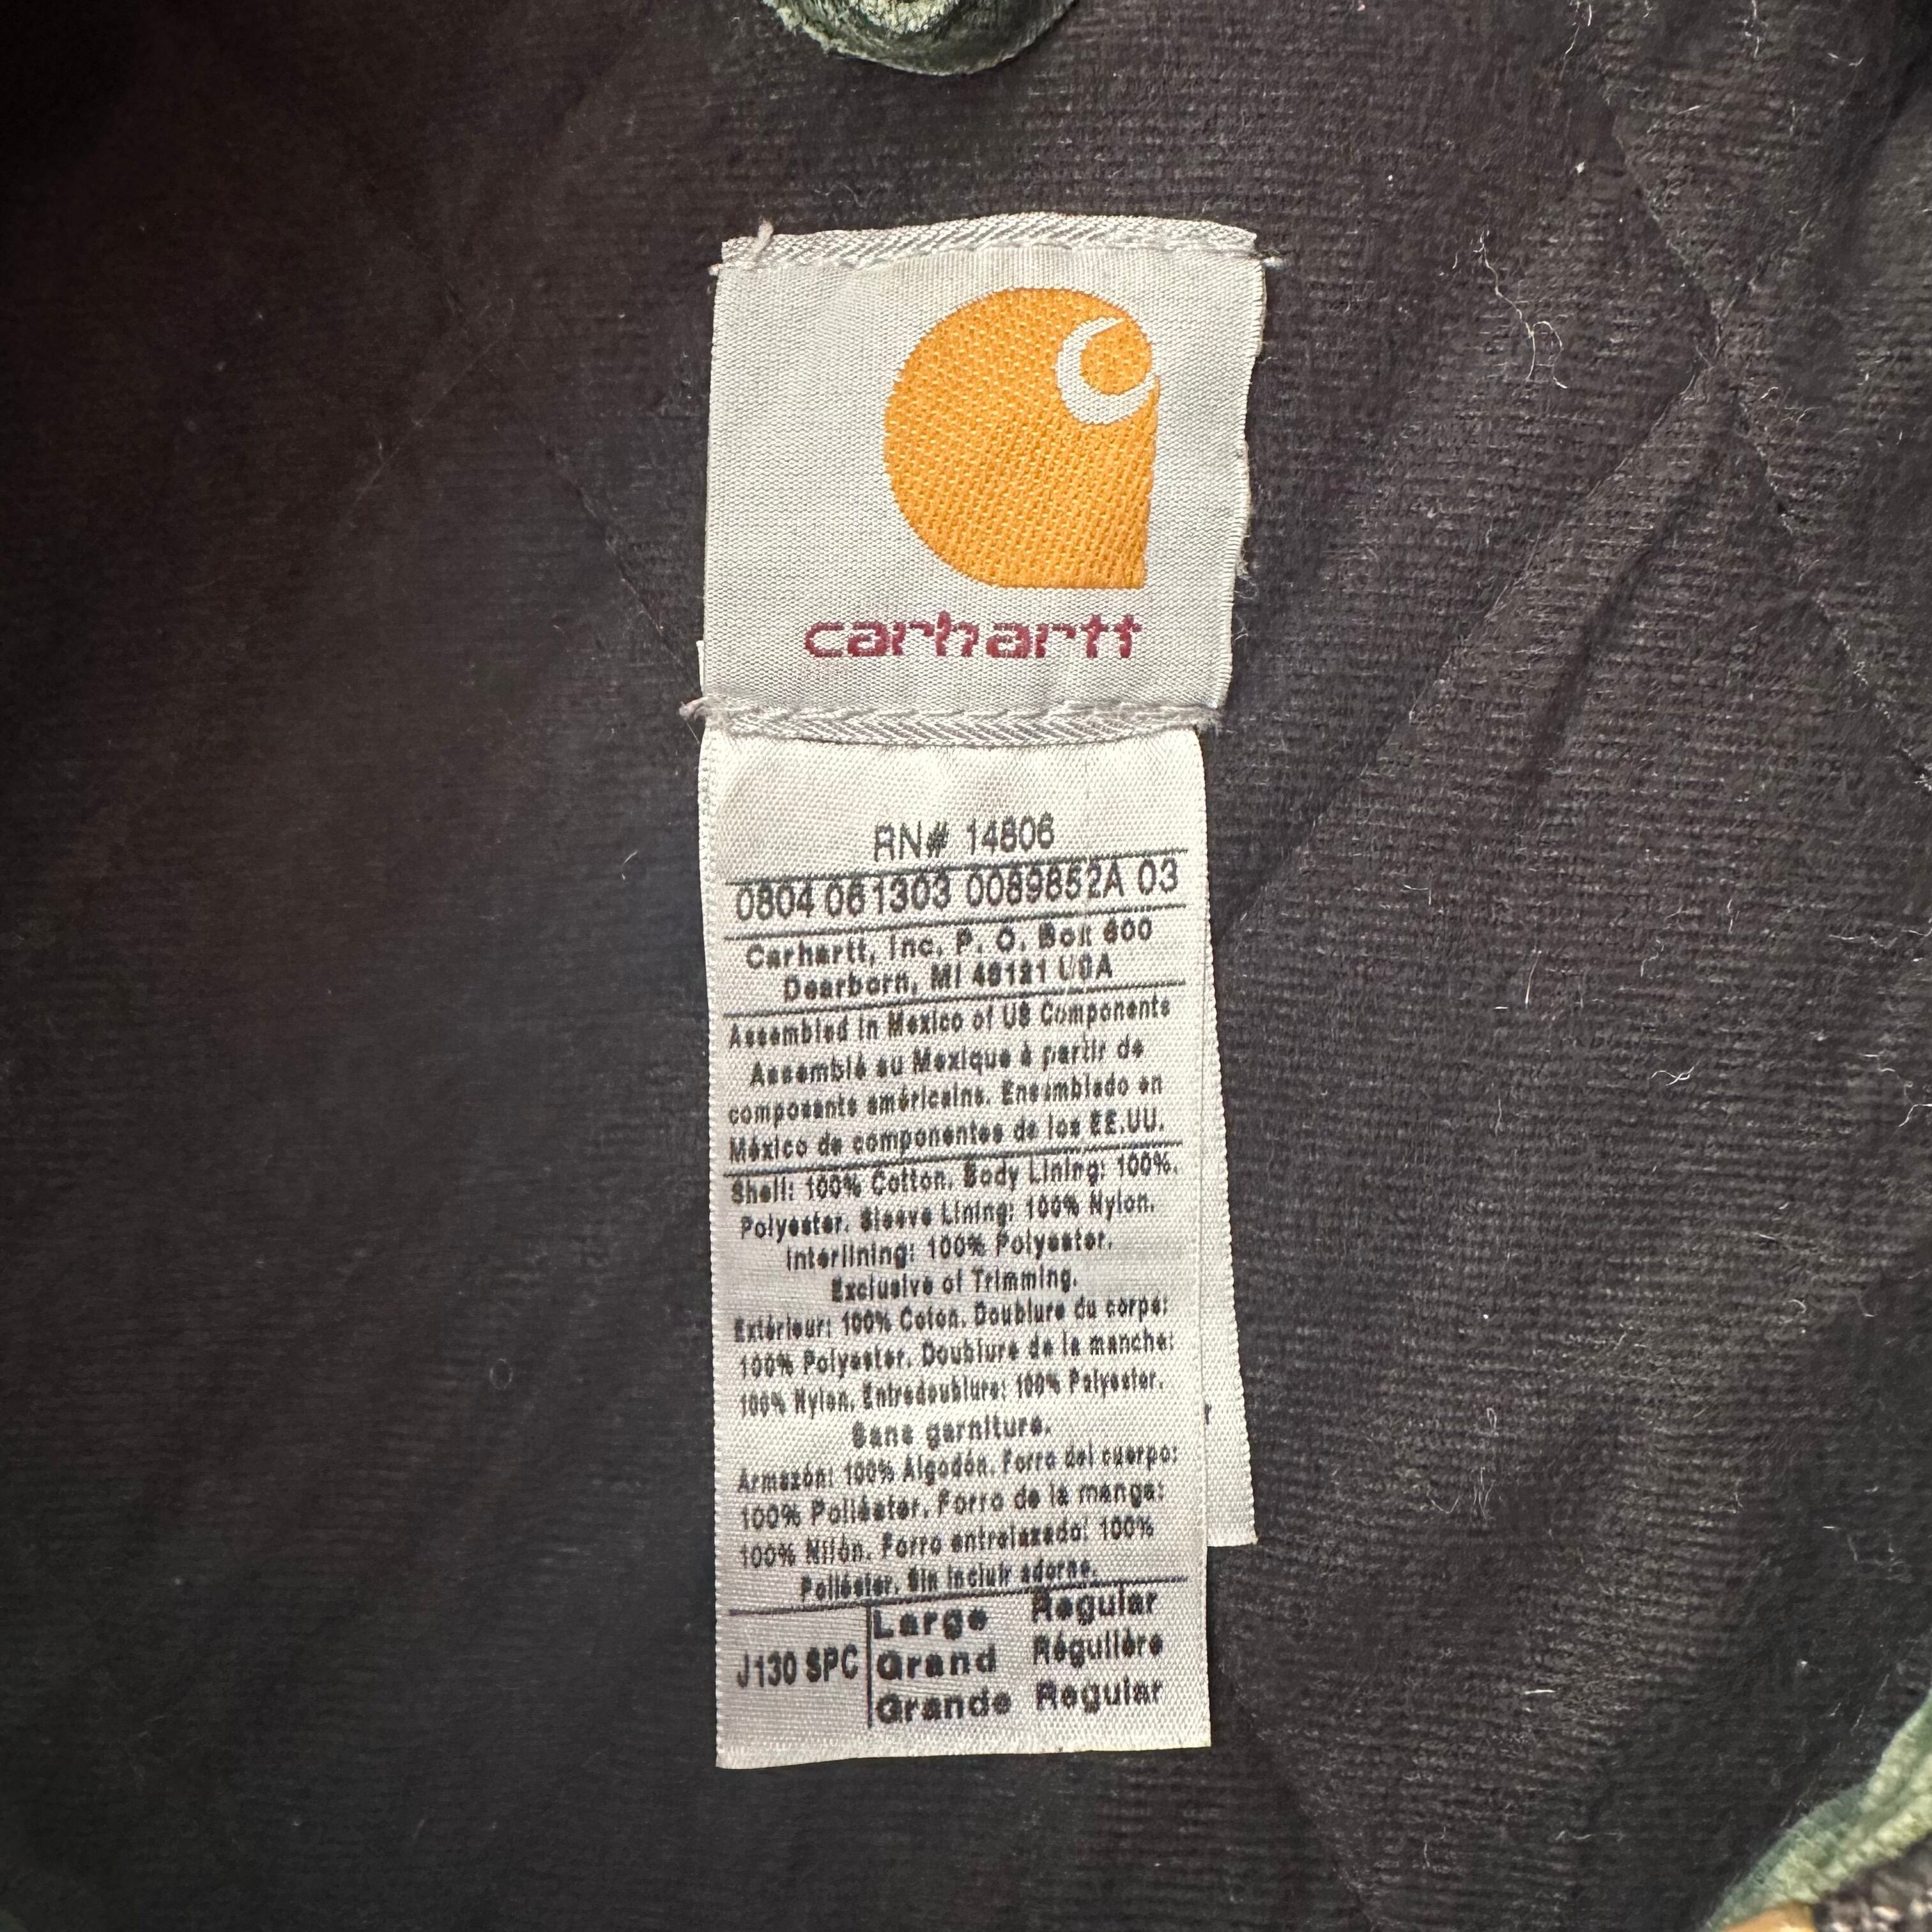 carhartt
RN# 14806
0804 061303 0089852A 03
Carhartt, Inc. P. O. Box 600
Dearborn, MI 48121 USA
Assembled in Mexico of US Components
Assemblé au Mexique à partir de
composants américains. Ensamblado en
México de componentes de los EE.UU.
Shell: 100% Cotton. Body Lining: 100%.
Polyester. Sleeve Lining: 100% Nylon.
Interlining: 100% Polyester.
Exclusive of Trimming.
Extérieur: 100% Coton. Doublure du corps:
100% Polyester. Doublure de la manche:
100% Nylon. Entredoublure: 100% Polyester.
Sans garniture.
Armazón: 100% Algodón. Forro del cuerpo:
100% Poliéster. Forro de la manga:
100% Nilón. Forro entrelazado: 100%
Poliéster. Sin incluir adorno.
Large Regular
J130 SPC Grand Régulière
Grande Regular